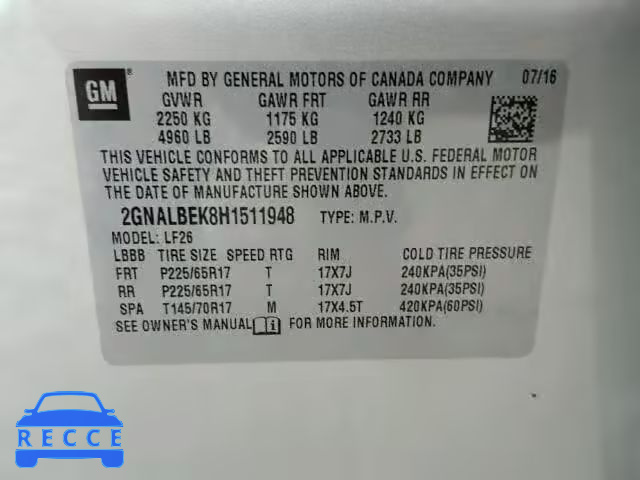 GM®
MFD BY GENERAL MOTORS OF CANADA COMPANY 07/16
GVWR GAWR FRT GAWR RR
2250 KG 1175 KG 1240 KG
4960 LB 2590 LB 2733 LB
THIS VEHICLE CONFORMS TO ALL APPLICABLE U.S. FEDERAL MOTOR
VEHICLE SAFETY AND THEFT PREVENTION STANDARDS IN EFFECT ON
THE DATE OF MANUFACTURE SHOWN ABOVE.
2GNALBEK8H1511948 TYPE: M.P.V.
MODEL: LF26
LBBB TIRE SIZE SPEED RTG RIM COLD TIRE PRESSURE
FRT P225/65R17 T 17X7J 240KPA(35PSI)
RR P225/65R17 T 17X7J 240KPA(35PSI)
SPA T145/70R17 M 17X4.5T 420KPA(60PSI)
SEE OWNER'S MANUAL FOR MORE INFORMATION.
RECCE